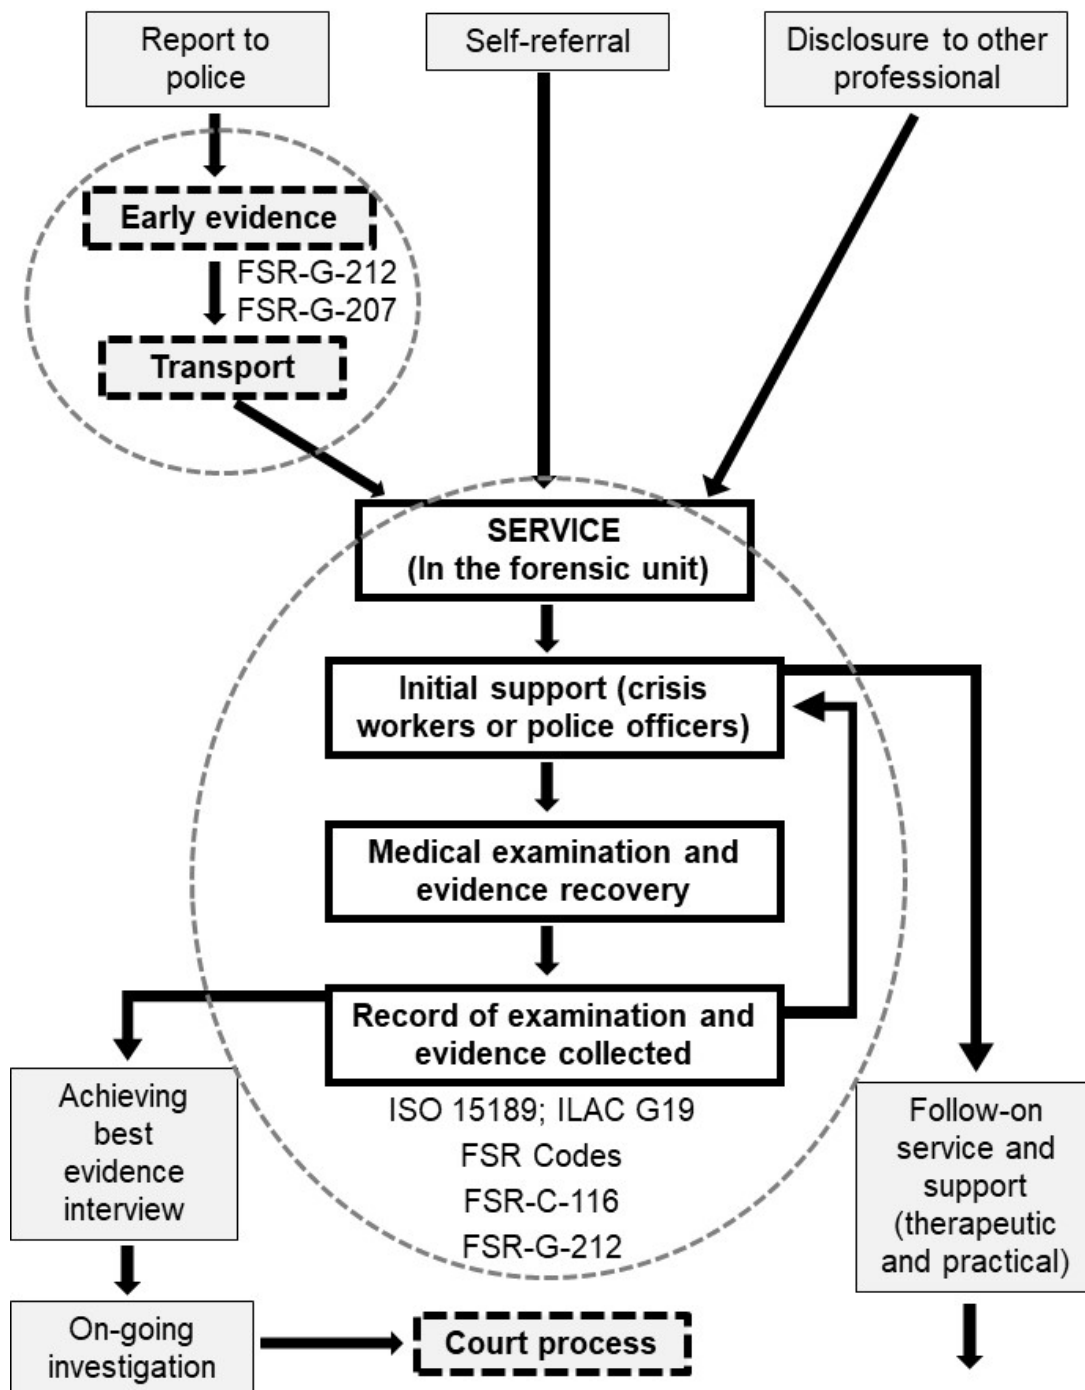 Report to
police
Self-referral
Disclosure to other
professional
Early evidence
FSR-G-212
FSR-G-207
Transport
SERVICE
(In the forensic unit)
Initial support (crisis
workers or police officers)
Medical examination and
evidence recovery
Record of examination and
evidence collected
ISO 15189; ILAC G19
FSR Codes
FSR-C-116
FSR-G-212
Achieving
best
evidence
interview
Follow-on
service and
support
(therapeutic
and practical)
On-going
investigation
Court process